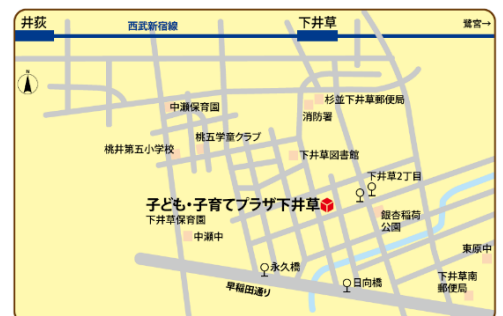 井荻
西武新宿線
下井草
鷺宮→
N
中瀬保育園
杉並下井草郵便局
消防署
桃五学童クラブ
桃井第五小学校
下井草図書館
下井草2丁目
子ども・子育てプラザ下井草
下井草保育園
銀杏稲荷
公園
中瀬中
東原中
永久橋
早稲田通り
日向橋
下井草南
郵便局